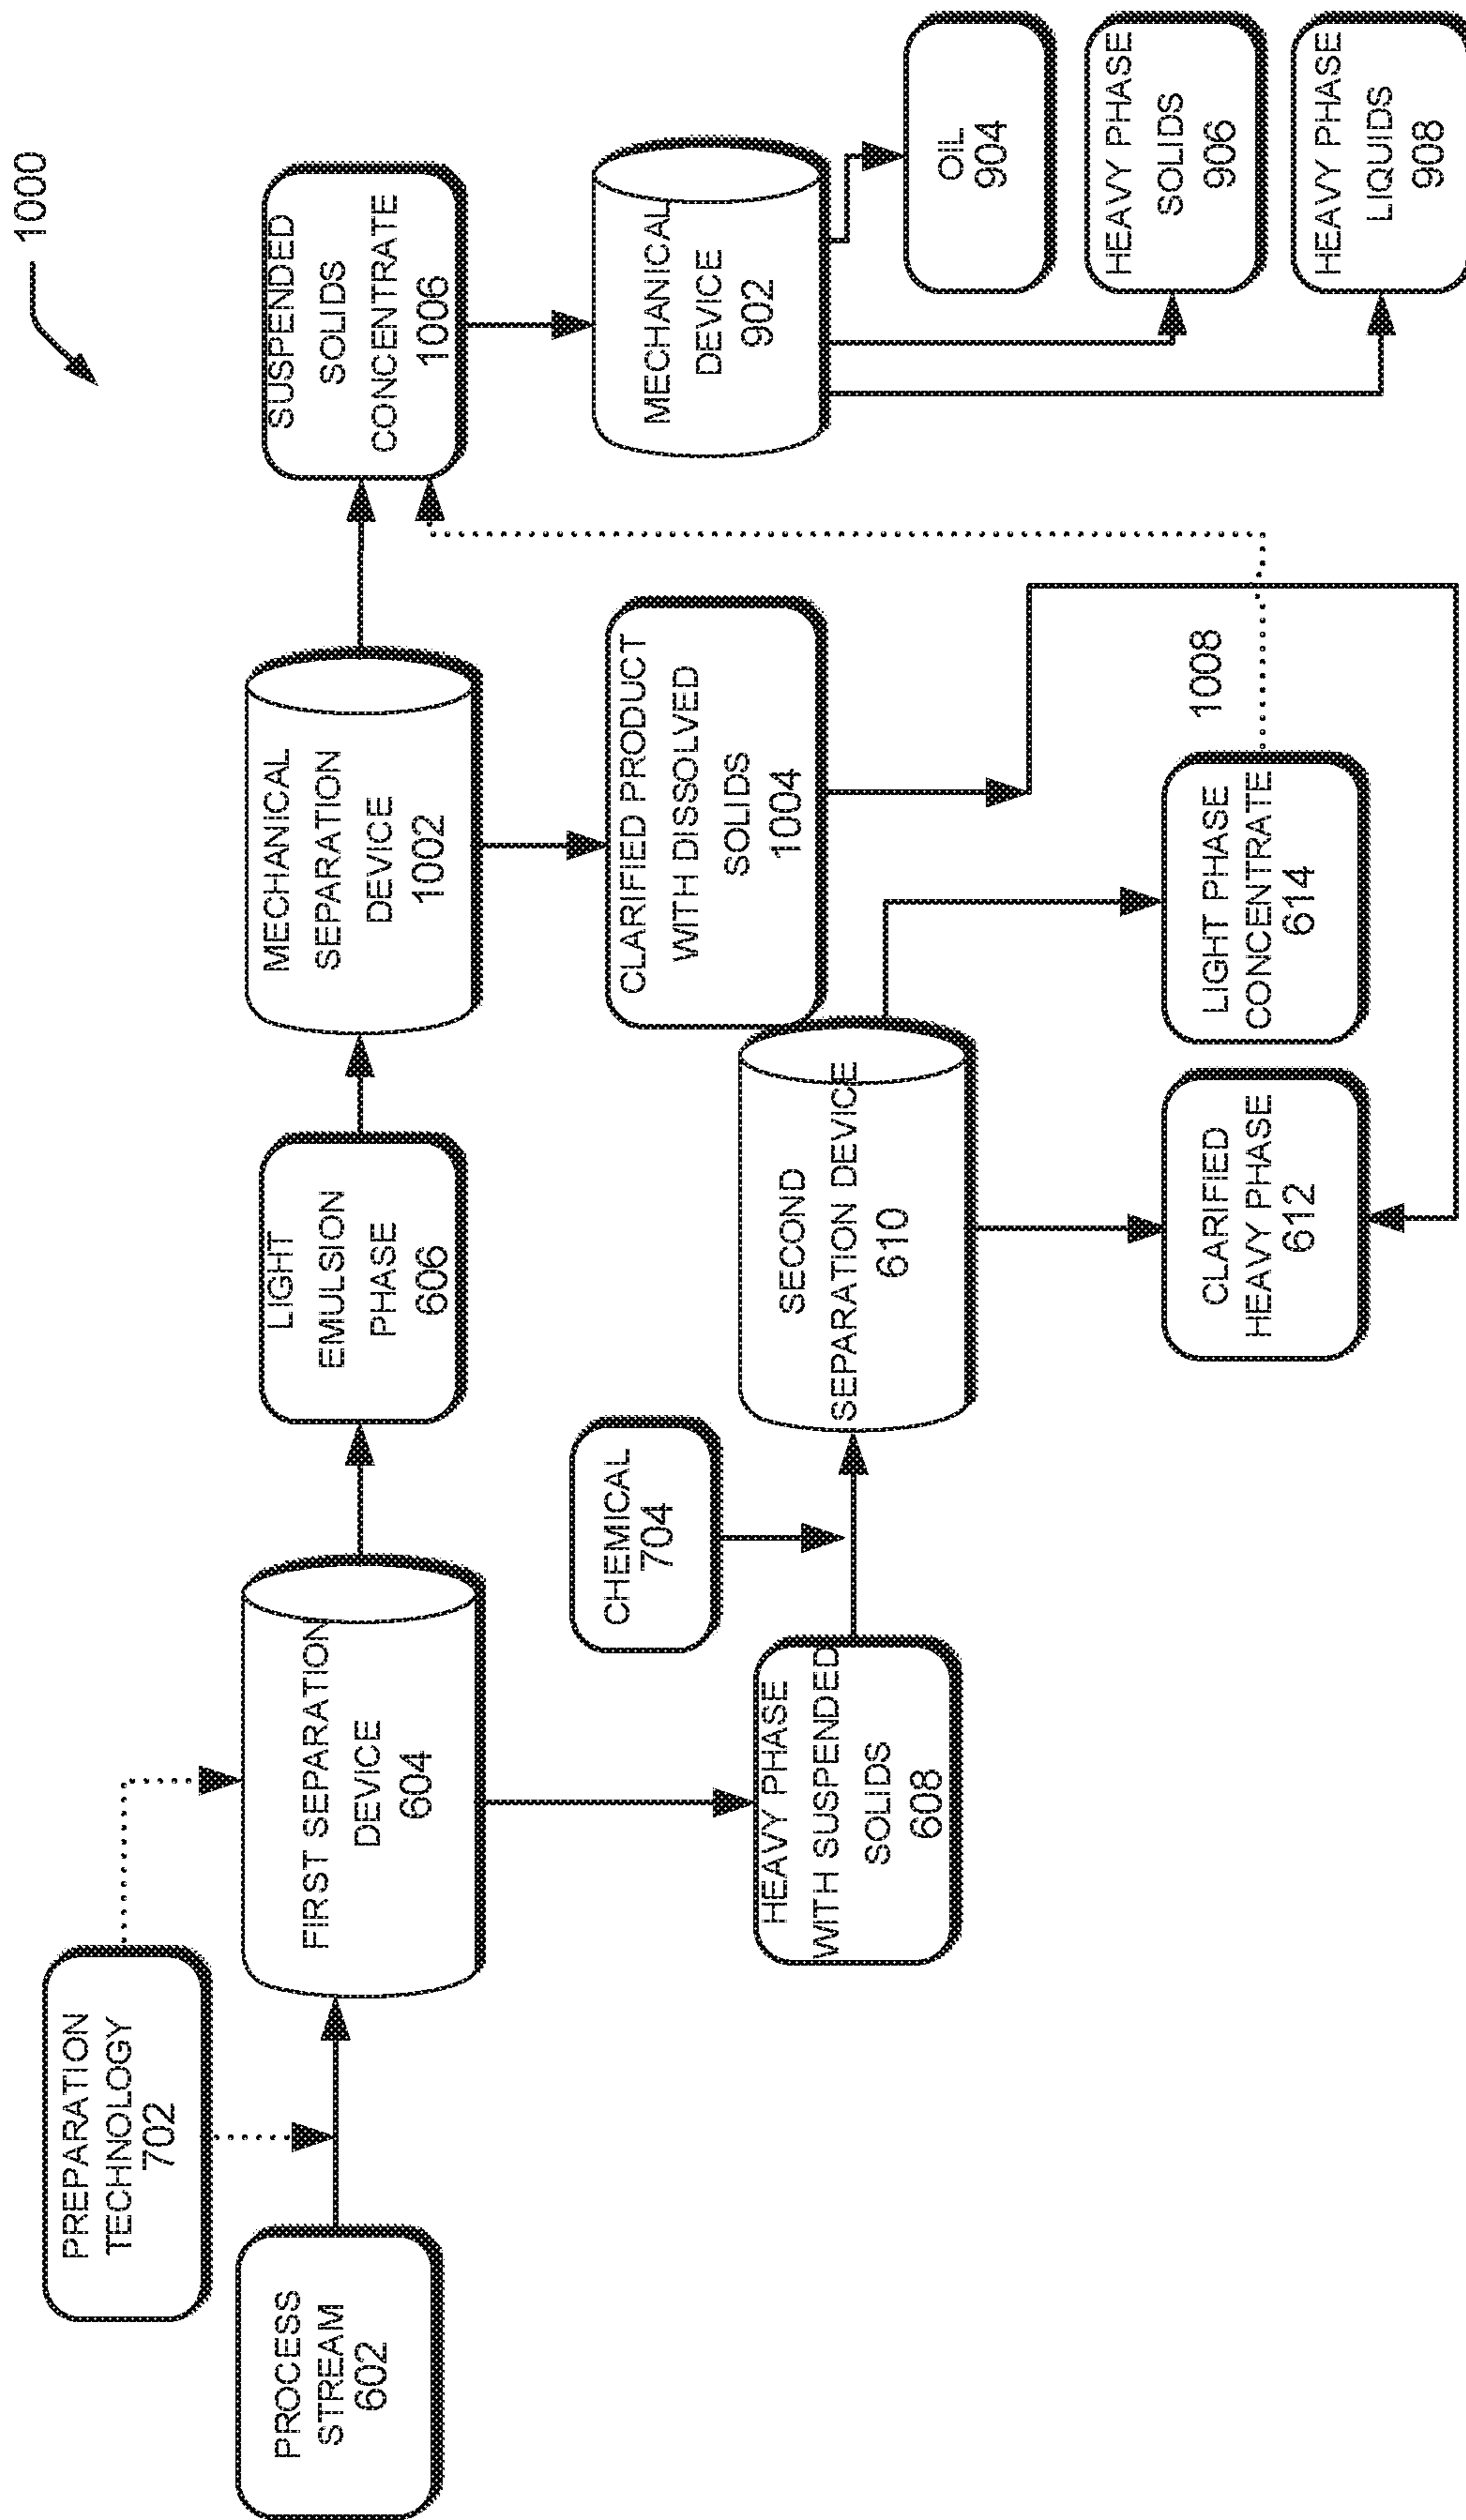 1000
PREPARATION
TECHNOLOGY
702
PROCESS
STREAM
602
FIRST SEPARATION
DEVICE
604
LIGHT
EMULSION
PHASE
606
MECHANICAL
SEPARATION
DEVICE
1002
SUSPENDED
SOLIDS
CONCENTRATE
1006
CHEMICAL
704
HEAVY PHASE
WITH SUSPENDED
SOLIDS
608
SECOND
SEPARATION DEVICE
610
CLARIFIED PRODUCT
WITH DISSOLVED
SOLIDS
1004
MECHANICAL
DEVICE
902
CLARIFIED
HEAVY PHASE
612
LIGHT PHASE
CONCENTRATE
614
1008
OIL
904
HEAVY PHASE
SOLIDS
906
HEAVY PHASE
LIQUIDS
908